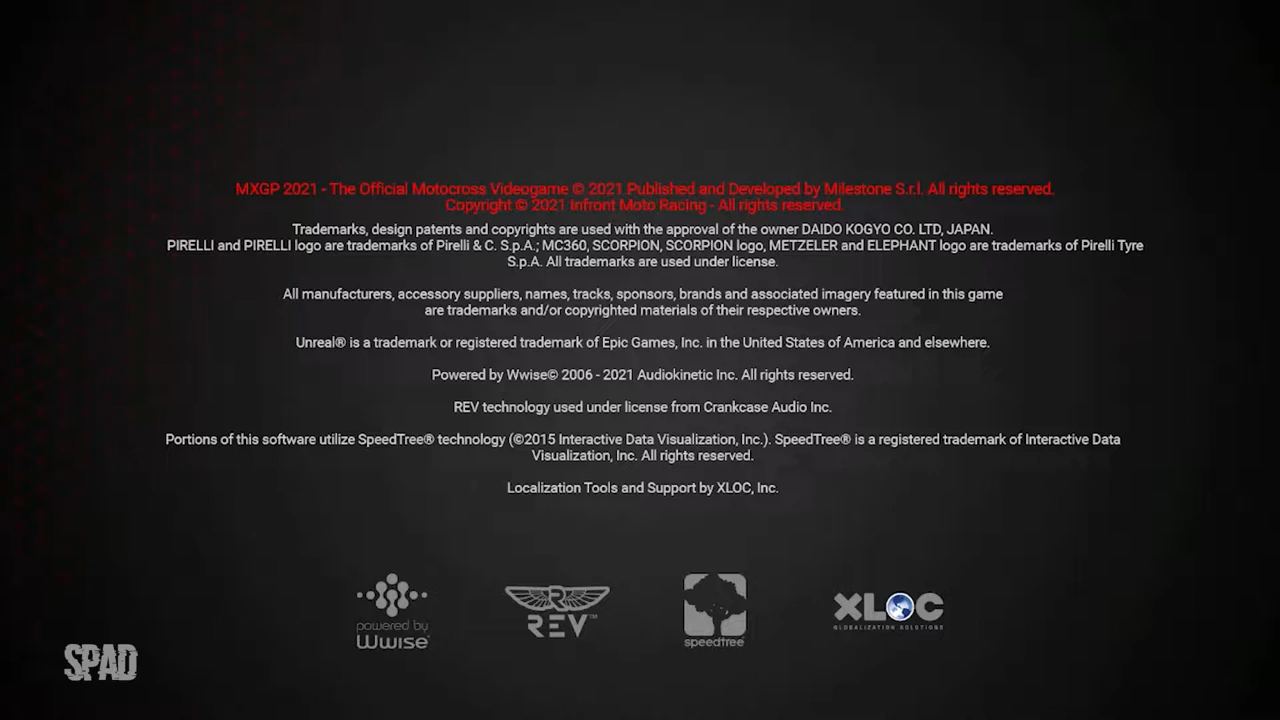 MXGP 2021 - The Official Motocross Videogame © 2021 Published and Developed by Milestone S.r.l. All rights reserved.
Copyright © 2021 Infront Moto Racing - All rights reserved.
Trademarks, design patents and copyrights are used with the approval of the owner DAIDO KOGYO CO. LTD, JAPAN.
PIRELLI and PIRELLI logo are trademarks of Pirelli & C. S.p.A.; MC360, SCORPION, SCORPION logo, METZELER and ELEPHANT logo are trademarks of Pirelli Tyre
S.p.A. All trademarks are used under license.
All manufacturers, accessory suppliers, names, tracks, sponsors, brands and associated imagery featured in this game
are trademarks and/or copyrighted materials of their respective owners.
Unreal® is a trademark or registered trademark of Epic Games, Inc. in the United States of America and elsewhere.
Powered by Wwise© 2006 - 2021 Audiokinetic Inc. All rights reserved.
REV technology used under license from Crankcase Audio Inc.
Portions of this software utilize SpeedTree® technology (©2015 Interactive Data Visualization, Inc.). SpeedTree® is a registered trademark of Interactive Data
Visualization, Inc. All rights reserved.
Localization Tools and Support by XLOC, Inc.
powered by
Wwise
R
REV™
speedtree
XLOC
GLOBALIZATION SOLUTIONS
SPAD